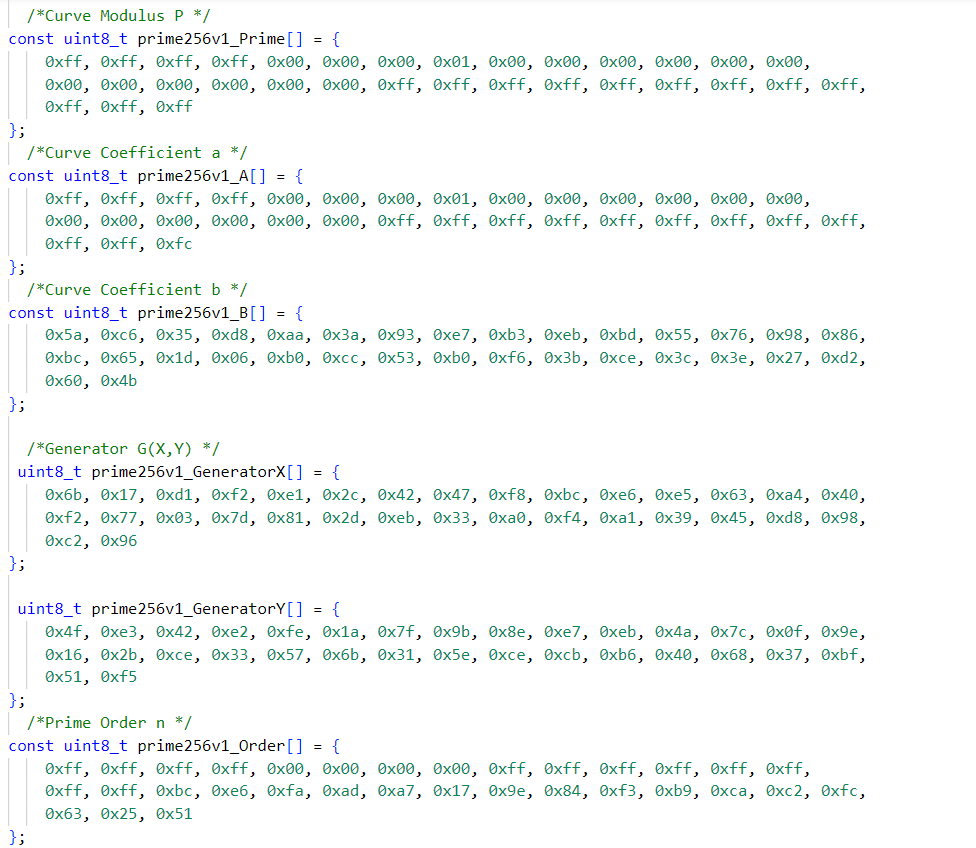 /*Curve Modulus P */
const uint8_t prime256v1_Prime[] = {
0xff, 0xff, 0xff, 0xff, 0x00, 0x00, 0x00, 0x01, 0x00, 0x00, 0x00, 0x00, 0x00, 0x00,
0x00, 0x00, 0x00, 0x00, 0x00, 0x00, 0xff, 0xff, 0xff, 0xff, 0xff, 0xff, 0xff, 0xff, 0xff,
0xff, 0xff, 0xff
};
/*Curve Coefficient a */
const uint8_t prime256v1_A[] = {
0xff, 0xff, 0xff, 0xff, 0x00, 0x00, 0x00, 0x01, 0x00, 0x00, 0x00, 0x00, 0x00, 0x00,
0x00, 0x00, 0x00, 0x00, 0x00, 0x00, 0xff, 0xff, 0xff, 0xff, 0xff, 0xff, 0xff, 0xff, 0xff,
0xff, 0xff, 0xfc
};
/*Curve Coefficient b */
const uint8_t prime256v1_B[] = {
0x5a, 0xc6, 0x35, 0xd8, 0xaa, 0x3a, 0x93, 0xe7, 0xb3, 0xeb, 0xbd, 0x55, 0x76, 0x98, 0x86,
0xbc, 0x65, 0x1d, 0x06, 0xb0, 0xcc, 0x53, 0xb0, 0xf6, 0x3b, 0xce, 0x3c, 0x3e, 0x27, 0xd2,
0x60, 0x4b
};
/*Generator G(X,Y) */
uint8_t prime256v1_GeneratorX[] = {
0x6b, 0x17, 0xd1, 0xf2, 0xe1, 0x2c, 0x42, 0x47, 0xf8, 0xbc, 0xe6, 0xe5, 0x63, 0xa4, 0x40,
0xf2, 0x77, 0x03, 0x7d, 0x81, 0x2d, 0xeb, 0x33, 0xa0, 0xf4, 0xa1, 0x39, 0x45, 0xd8, 0x98,
0xc2, 0x96
};
uint8_t prime256v1_GeneratorY[] = {
0x4f, 0xe3, 0x42, 0xe2, 0xfe, 0x1a, 0x7f, 0x9b, 0x8e, 0xe7, 0xeb, 0x4a, 0x7c, 0x0f, 0x9e,
0x16, 0x2b, 0xce, 0x33, 0x57, 0x6b, 0x31, 0x5e, 0xce, 0xcb, 0xb6, 0x40, 0x68, 0x37, 0xbf,
0x51, 0xf5
};
/*Prime Order n */
const uint8_t prime256v1_Order[] = {
0xff, 0xff, 0xff, 0xff, 0x00, 0x00, 0x00, 0x00, 0xff, 0xff, 0xff, 0xff, 0xff, 0xff,
0xff, 0xff, 0xbc, 0xe6, 0xfa, 0xad, 0xa7, 0x17, 0x9e, 0x84, 0xf3, 0xb9, 0xca, 0xc2, 0xfc,
0x63, 0x25, 0x51
};